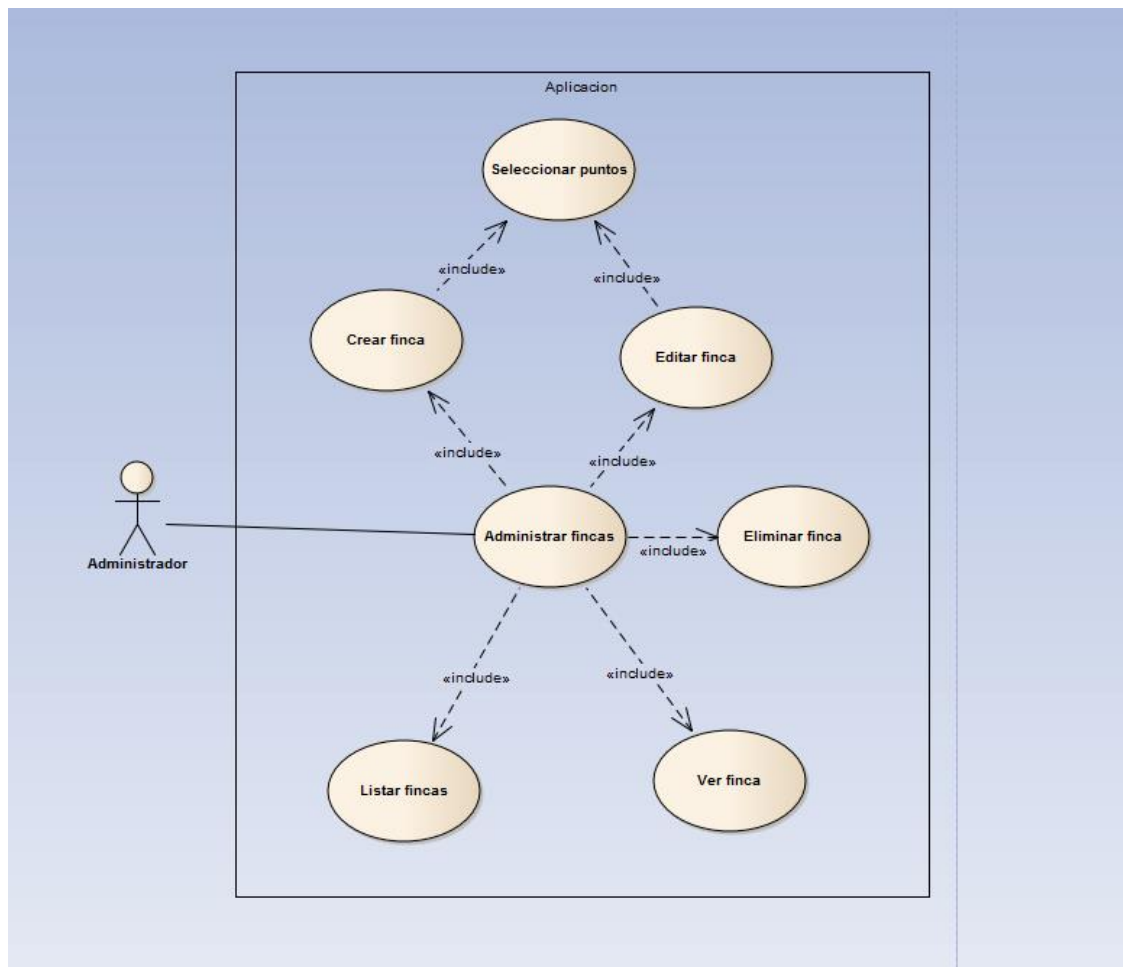 Aplicacion
Seleccionar puntos
«include»
«include»
Crear finca
Editar finca
«include»
«include»
Administrador
Administrar fincas
«include»
Eliminar finca
«include»
«include»
Listar fincas
Ver finca